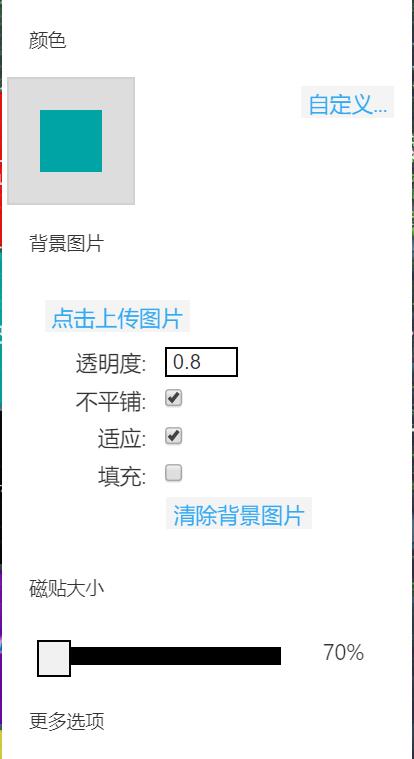 颜色
自定义...
背景图片
点击上传图片
透明度: 0.8
不平铺:
适应:
填充:
清除背景图片
磁贴大小
70%
更多选项